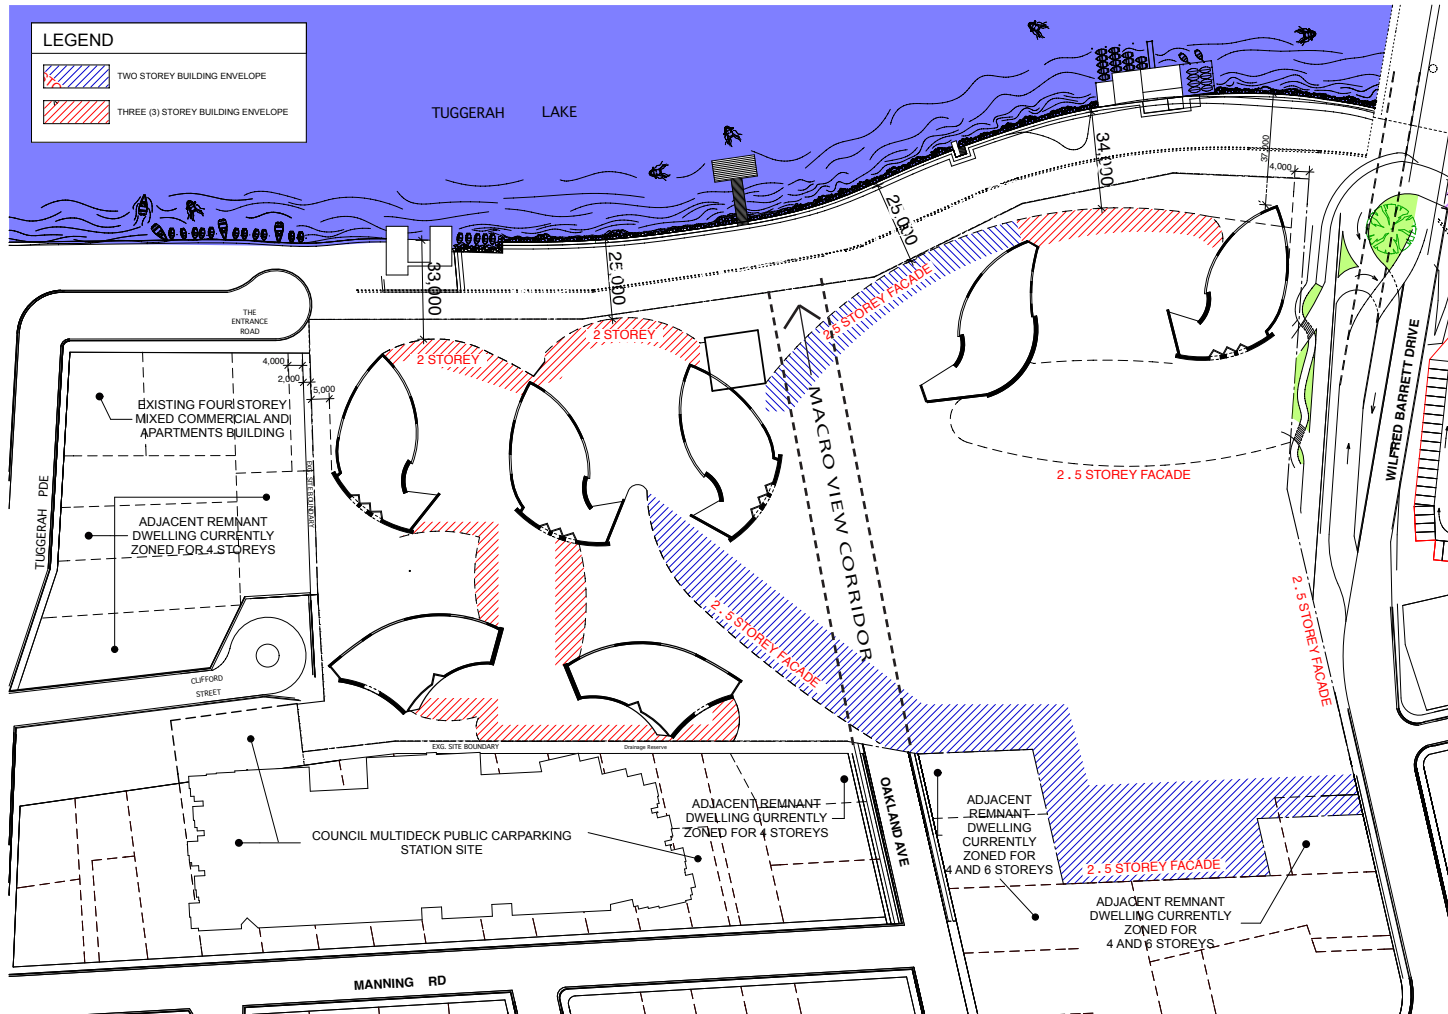 LEGEND
TWO STOREY BUILDING ENVELOPE
THREE (3) STOREY BUILDING ENVELOPE
TUGGERAH LAKE
33,000
25,000
25,000
34,000
37,000
4,000
THE
ENTRANCE
ROAD
4,000
2,000
5,000
2 STOREY
2 STOREY
2.5 STOREY FACADE
MACRO VIEW CORRIDOR
2.5 STOREY FACADE
WILFRED BARRETT DRIVE
EXISTING FOUR STOREY
MIXED COMMERCIAL AND
APARTMENTS BUILDING
EXG. SITE BOUNDARY
TUGGERAH PDE
ADJACENT REMNANT
DWELLING CURRENTLY
ZONED FOR 4 STOREYS
2.5 STOREY FACADE
2.5 STOREY FACADE
CLIFFORD
STREET
EXG. SITE BOUNDARY
Drainage Reserve
COUNCIL MULTIDECK PUBLIC CARPARKING
STATION SITE
ADJACENT REMNANT
DWELLING CURRENTLY
ZONED FOR 4 STOREYS
OAKLAND AVE
ADJACENT
REMNANT
DWELLING
CURRENTLY
ZONED FOR
4 AND 6 STOREYS
2.5 STOREY FACADE
ADJACENT REMNANT
DWELLING CURRENTLY
ZONED FOR
4 AND 6 STOREYS
MANNING RD